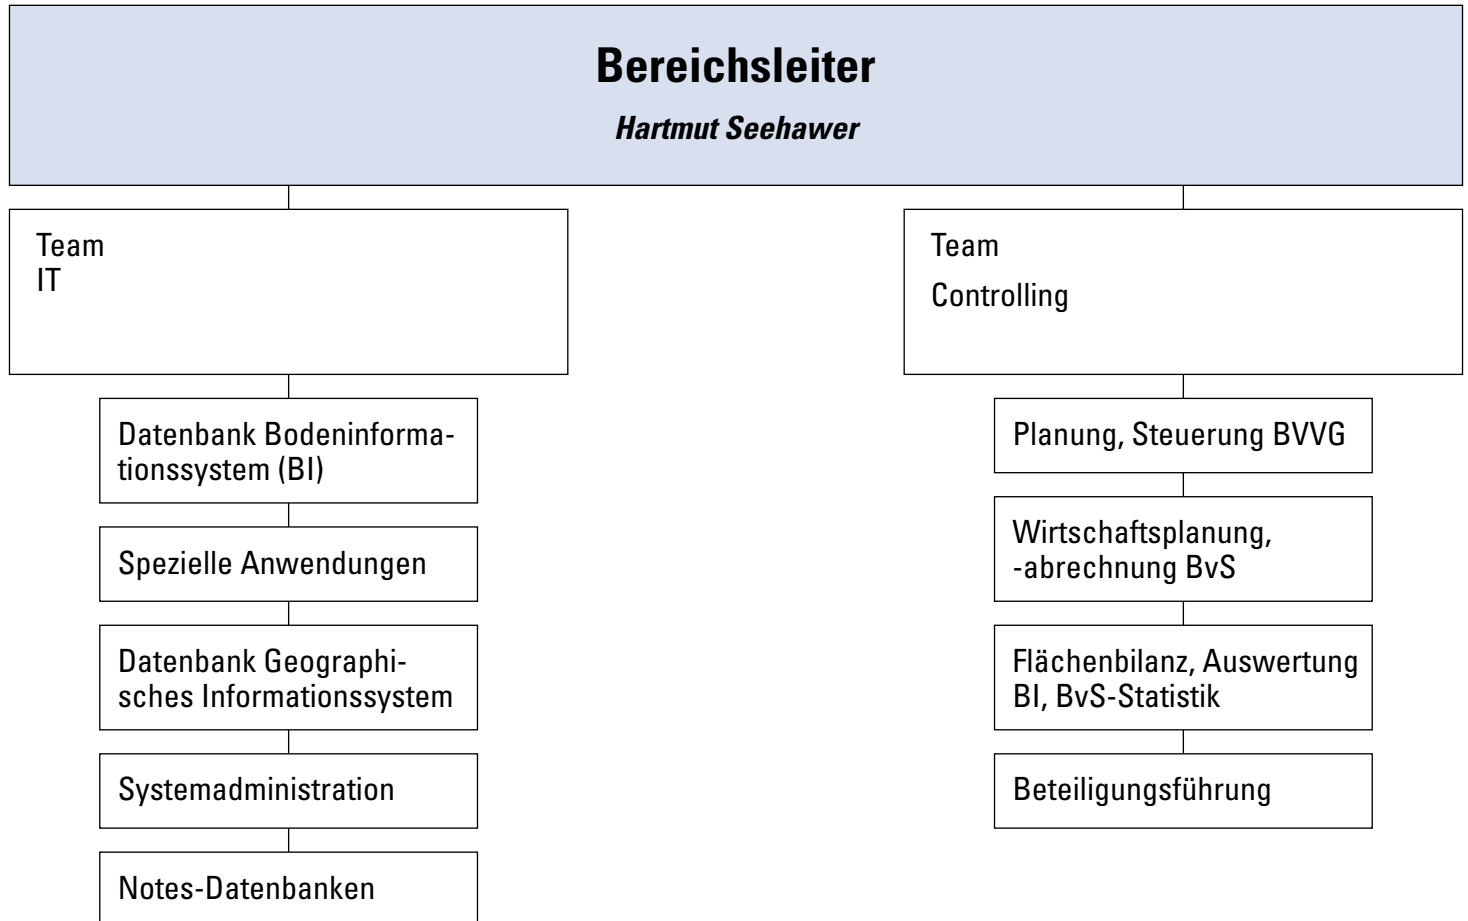 Bereichsleiter
Hartmut Seehawer
Team
IT
Datenbank Bodeninforma-
tionssystem (BI)
Spezielle Anwendungen
Datenbank Geographi-
sches Informationssystem
Systemadministration
Notes-Datenbanken
Team
Controlling
Planung, Steuerung BVVG
Wirtschaftsplanung,
-abrechnung BvS
Flächenbilanz, Auswertung
BI, BvS-Statistik
Beteiligungsführung